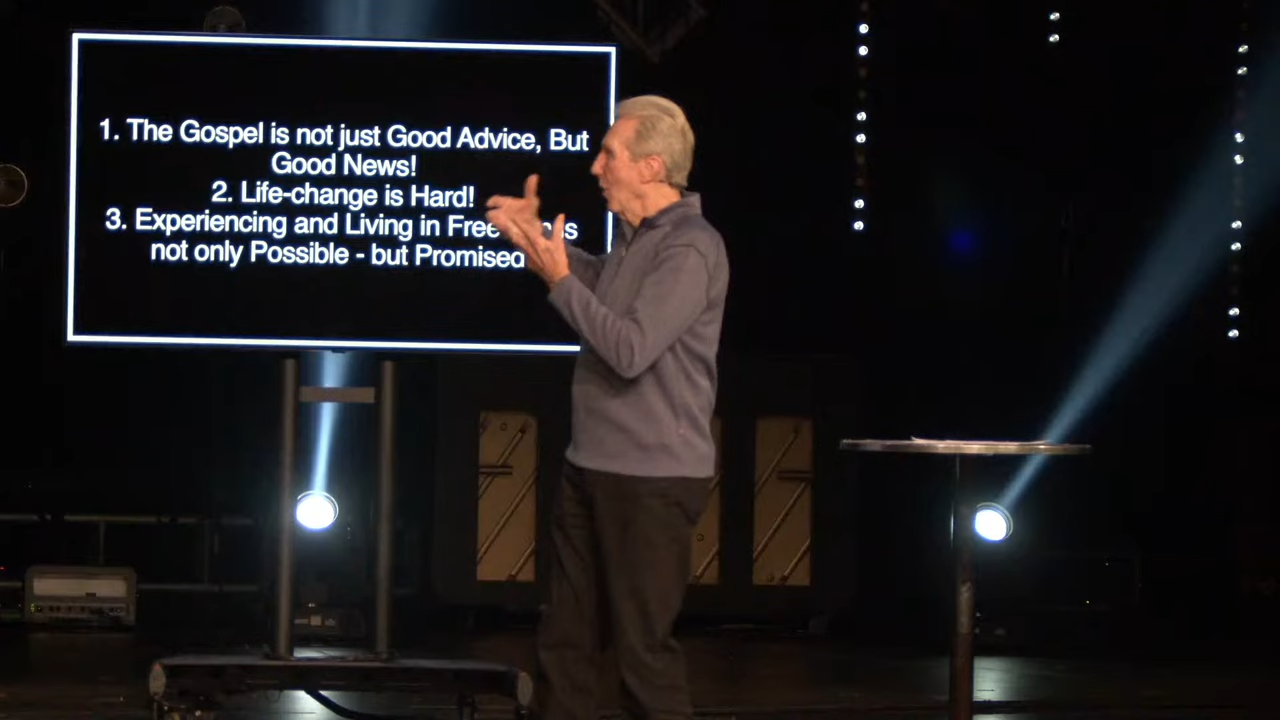 1. The Gospel is not just Good Advice, But
Good News!
2. Life-change is Hard!
3. Experiencing and Living in is
not only Possible - but Promised